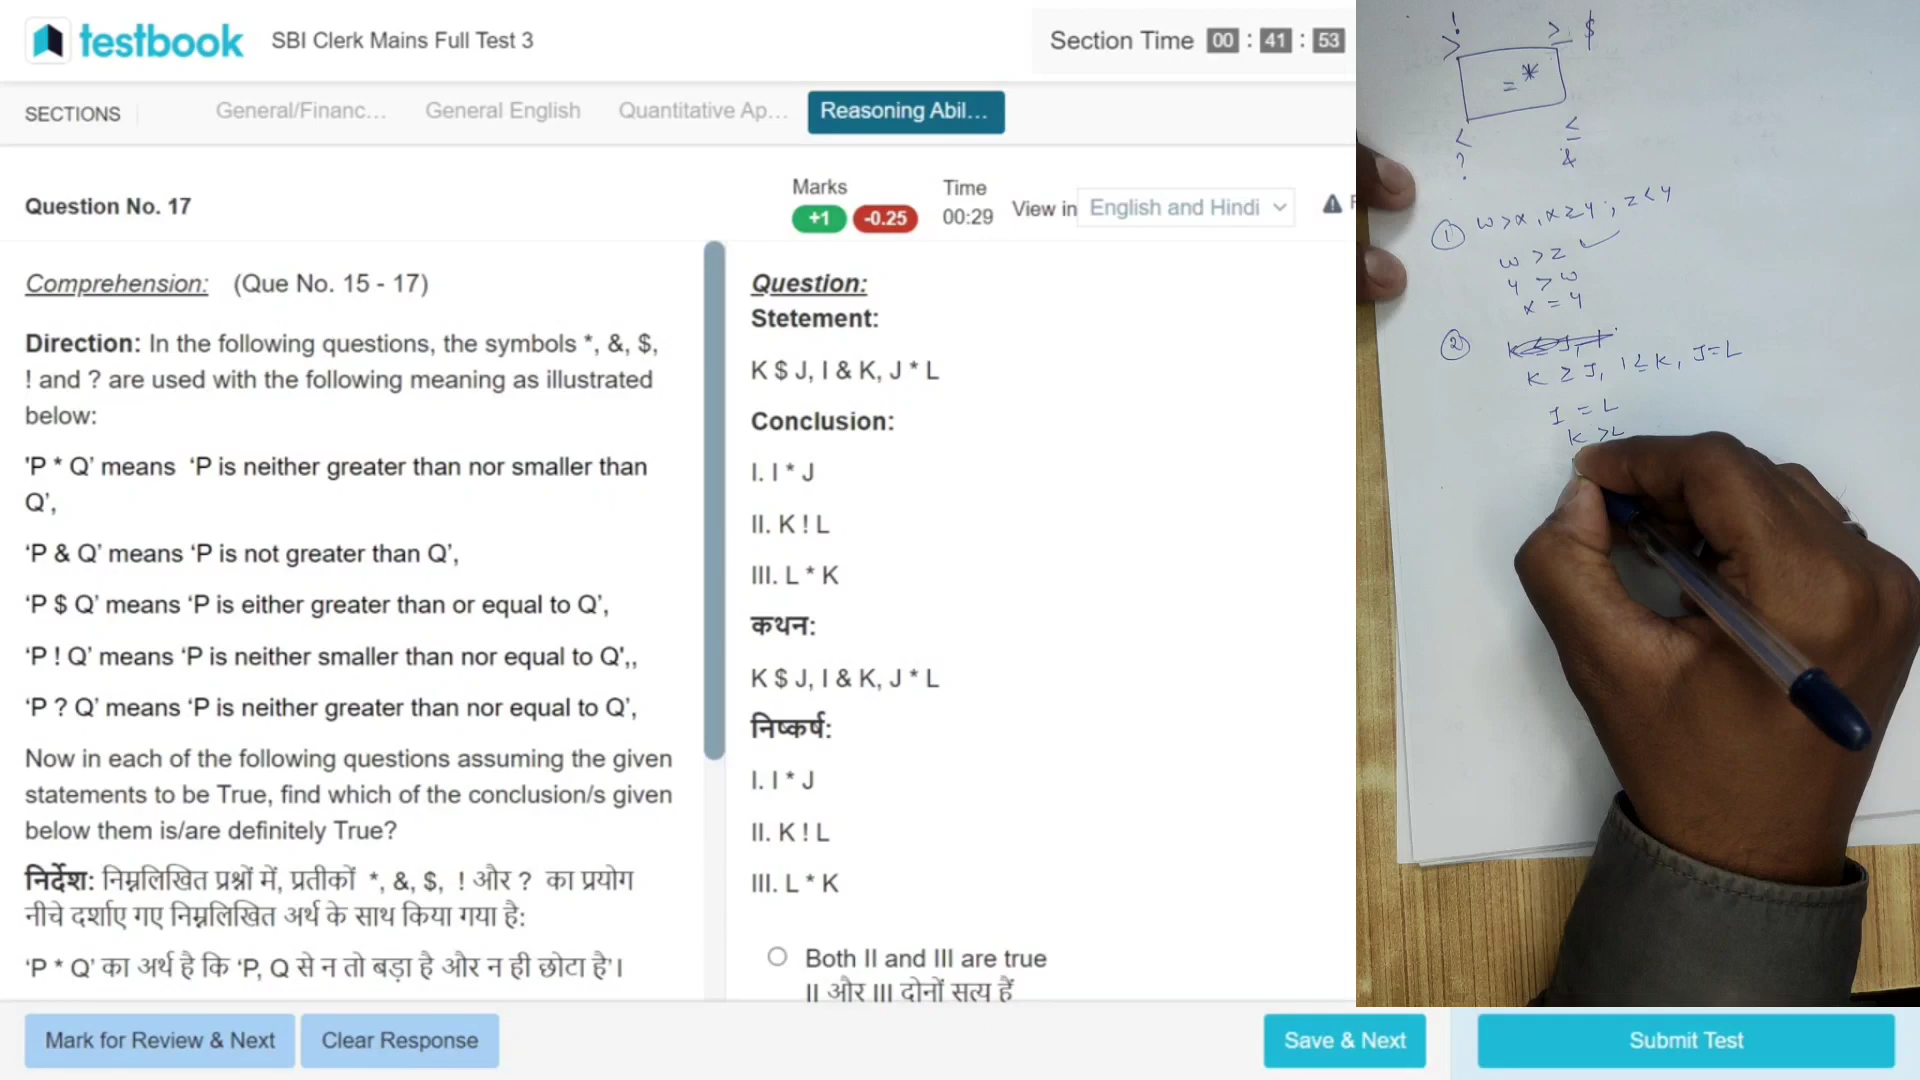 testbook
SBI Clerk Mains Full Test 3
Section Time 00 : 41 : 53
SECTIONS
General/Financ...
General English
Quantitative Ap...
Reasoning Abil...
Question No. 17
Marks
+1 -0.25
Time
00:29
View in English and Hindi
Comprehension: (Que No. 15 - 17)
Direction: In the following questions, the symbols *, &, $,
! and ? are used with the following meaning as illustrated
below:
'P * Q’ means ‘P is neither greater than nor smaller than
Q’,
‘P & Q’ means ‘P is not greater than Q’,
‘P $ Q’ means ‘P is either greater than or equal to Q’,
‘P ! Q’ means ‘P is neither smaller than nor equal to Q',,
‘P ? Q’ means ‘P is neither greater than nor equal to Q’,
Now in each of the following questions assuming the given
statements to be True, find which of the conclusion/s given
below them is/are definitely True?
निर्देश: निम्नलिखित प्रश्नों में, प्रतीकों *, &, $, ! और ? का प्रयोग
नीचे दर्शाए गए निम्नलिखित अर्थ के साथ किया गया है:
‘P * Q’ का अर्थ है कि ‘P, Q से न तो बड़ा है और न ही छोटा है’।
Question:
Stetement:
K $ J, I & K, J * L
Conclusion:
I. I * J
II. K ! L
III. L * K
कथन:
K $ J, I & K, J * L
निष्कर्ष:
I. I * J
II. K ! L
III. L * K
Both II and III are true
II और III दोनों सत्य हैं
Mark for Review & Next
Clear Response
Save & Next
Submit Test
! > ≥ $
= *
< ≤
? &
① W > X, X ≥ Y, Z < Y
W > Z ✓
Y > W
X = Y
②
K ≥ J, I ≤ K, J = L
I = L
K > L